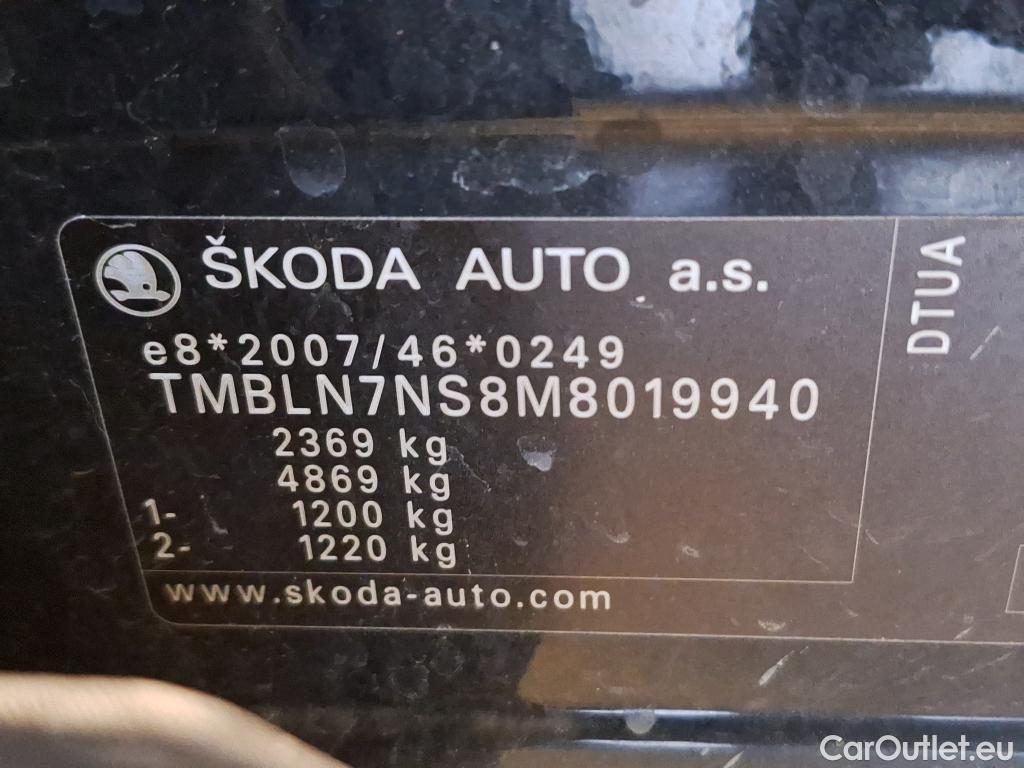 ŠKODA AUTO a.s.
e8*2007/46*0249
TMBLN7NS8M8019940
2369 kg
4869 kg
1- 1200 kg
2- 1220 kg
www.skoda-auto.com
DTUA
CarOutlet.eu